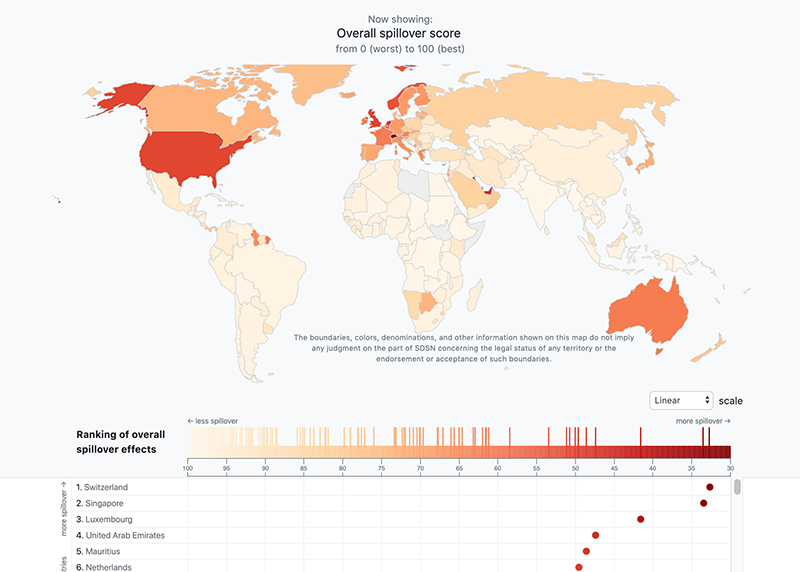 Now showing:
Overall spillover score
from 0 (worst) to 100 (best)
The boundaries, colors, denominations, and other information shown on this map do not imply
any judgment on the part of SDSN concerning the legal status of any territory or the
endorsement or acceptance of such boundaries.
Linear scale
← less spillover more spillover →
Ranking of overall
spillover effects
100 95 90 85 80 75 70 65 60 55 50 45 40 35 30
more spillover →
1. Switzerland
2. Singapore
3. Luxembourg
4. United Arab Emirates
5. Mauritius
6. Netherlands